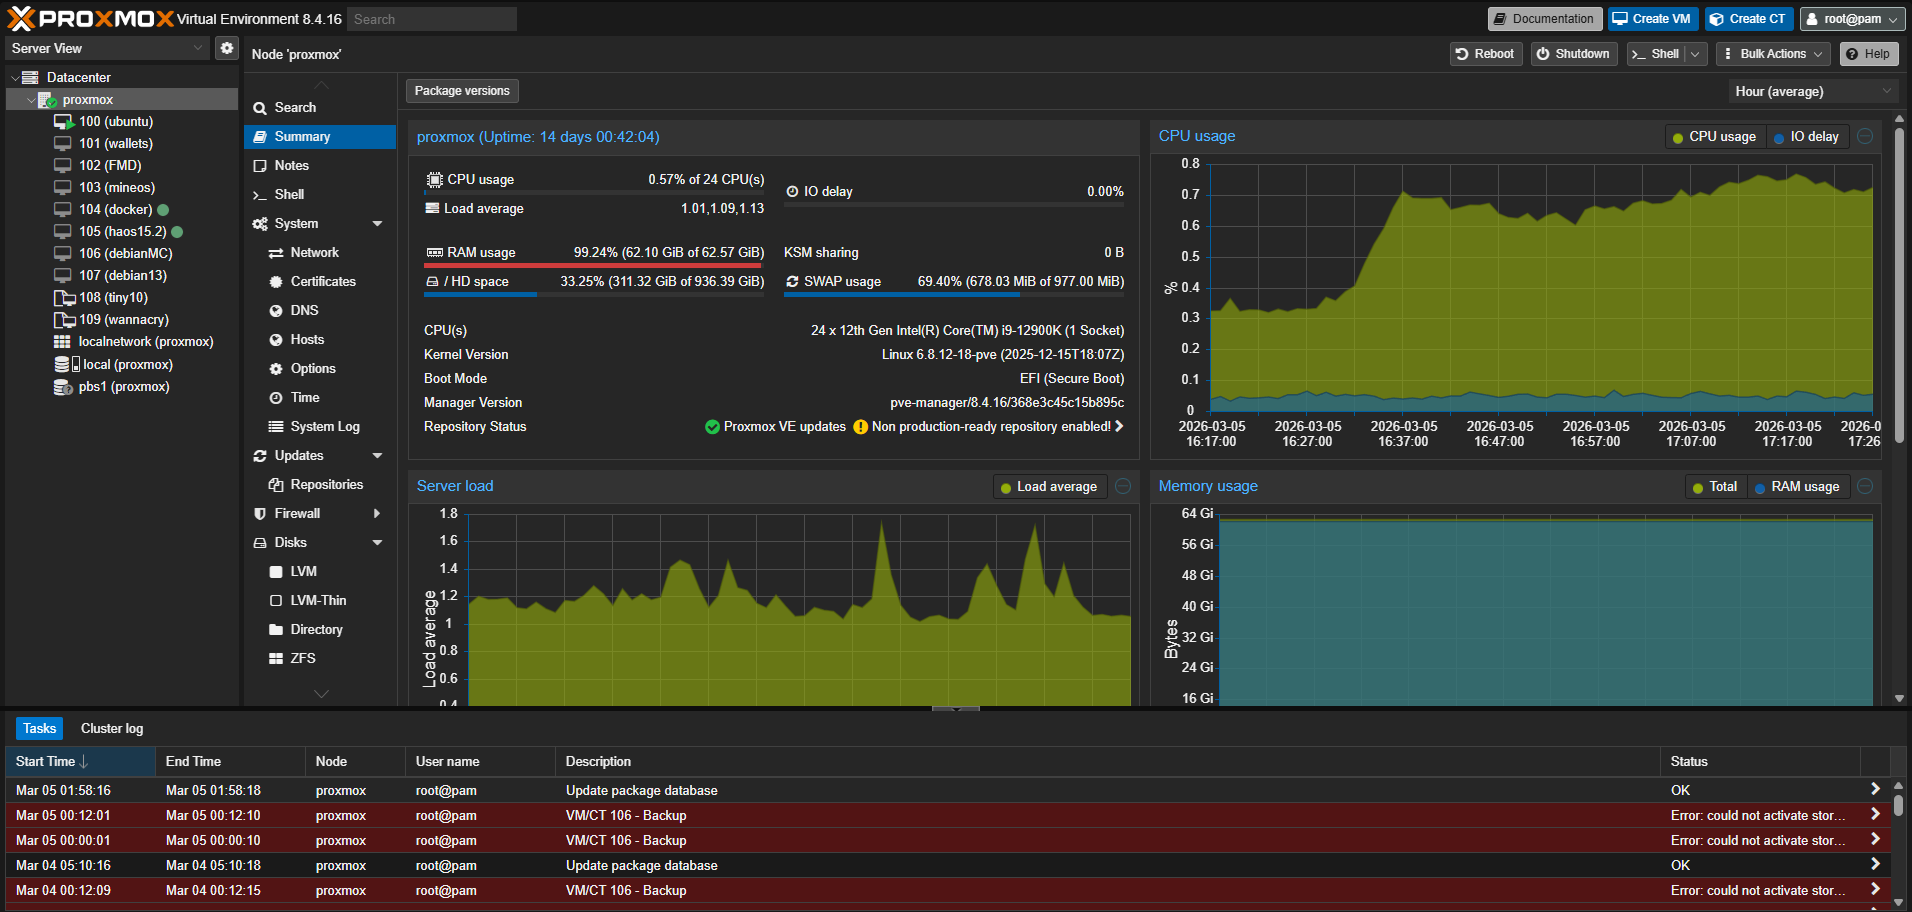 PROXMOX Virtual Environment 8.4.16 Search Documentation Create VM Create CT root@pam
Server View
Node 'proxmox' Reboot Shutdown >_ Shell Bulk Actions Help
Datacenter
proxmox
100 (ubuntu)
101 (wallets)
102 (FMD)
103 (mineos)
104 (docker)
105 (haos15.2)
106 (debianMC)
107 (debian13)
108 (tiny10)
109 (wannacry)
localnetwork (proxmox)
local (proxmox)
pbs1 (proxmox)
Search
Summary
Notes
>_ Shell
System
Network
Certificates
DNS
Hosts
Options
Time
System Log
Updates
Repositories
Firewall
Disks
LVM
LVM-Thin
Directory
ZFS
Package versions Hour (average)
proxmox (Uptime: 14 days 00:42:04)
CPU usage 0.57% of 24 CPU(s)
IO delay 0.00%
Load average 1.01,1.09,1.13
RAM usage 99.24% (62.10 GiB of 62.57 GiB)
KSM sharing 0 B
/ HD space 33.25% (311.32 GiB of 936.39 GiB)
SWAP usage 69.40% (678.03 MiB of 977.00 MiB)
CPU(s) 24 x 12th Gen Intel(R) Core(TM) i9-12900K (1 Socket)
Kernel Version Linux 6.8.12-18-pve (2025-12-15T18:07Z)
Boot Mode EFI (Secure Boot)
Manager Version pve-manager/8.4.16/368e3c45c15b895c
Repository Status Proxmox VE updates Non production-ready repository enabled!
CPU usage CPU usage IO delay
0.8
0.7
0.6
0.5
0.4
0.3
0.2
0.1
0
%
2026-03-05 2026-03-05 2026-03-05 2026-03-05 2026-03-05 2026-03-05 2026-03-05 2026-0
16:17:00 16:27:00 16:37:00 16:47:00 16:57:00 17:07:00 17:17:00 17:26
Server load Load average
1.8
1.6
1.4
1.2
1
0.8
0.6
0.4
Load average
Memory usage Total RAM usage
64 Gi
56 Gi
48 Gi
40 Gi
32 Gi
24 Gi
16 Gi
Bytes
Tasks Cluster log
Start Time End Time Node User name Description Status
Mar 05 01:58:16 Mar 05 01:58:18 proxmox root@pam Update package database OK
Mar 05 00:12:01 Mar 05 00:12:10 proxmox root@pam VM/CT 106 - Backup Error: could not activate stor...
Mar 05 00:00:01 Mar 05 00:00:10 proxmox root@pam VM/CT 106 - Backup Error: could not activate stor...
Mar 04 05:10:16 Mar 04 05:10:18 proxmox root@pam Update package database OK
Mar 04 00:12:09 Mar 04 00:12:15 proxmox root@pam VM/CT 106 - Backup Error: could not activate stor...